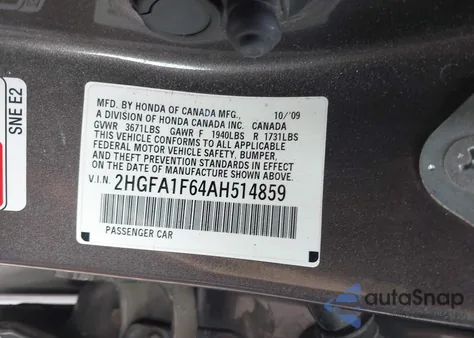 MFD. BY HONDA OF CANADA MFG., 10/'09
A DIVISION OF HONDA CANADA INC. CANADA
GVWR 3671LBS GAWR F 1940LBS R 1731LBS
THIS VEHICLE CONFORMS TO ALL APPLICABLE
FEDERAL MOTOR VEHICLE SAFETY, BUMPER,
AND THEFT PREVENTION STANDARDS IN EFFECT
ON THE DATE OF MANUFACTURE SHOWN ABOVE.
V.I.N. 2HGFA1F64AH514859
PASSENGER CAR
SINE E2
autoSnap